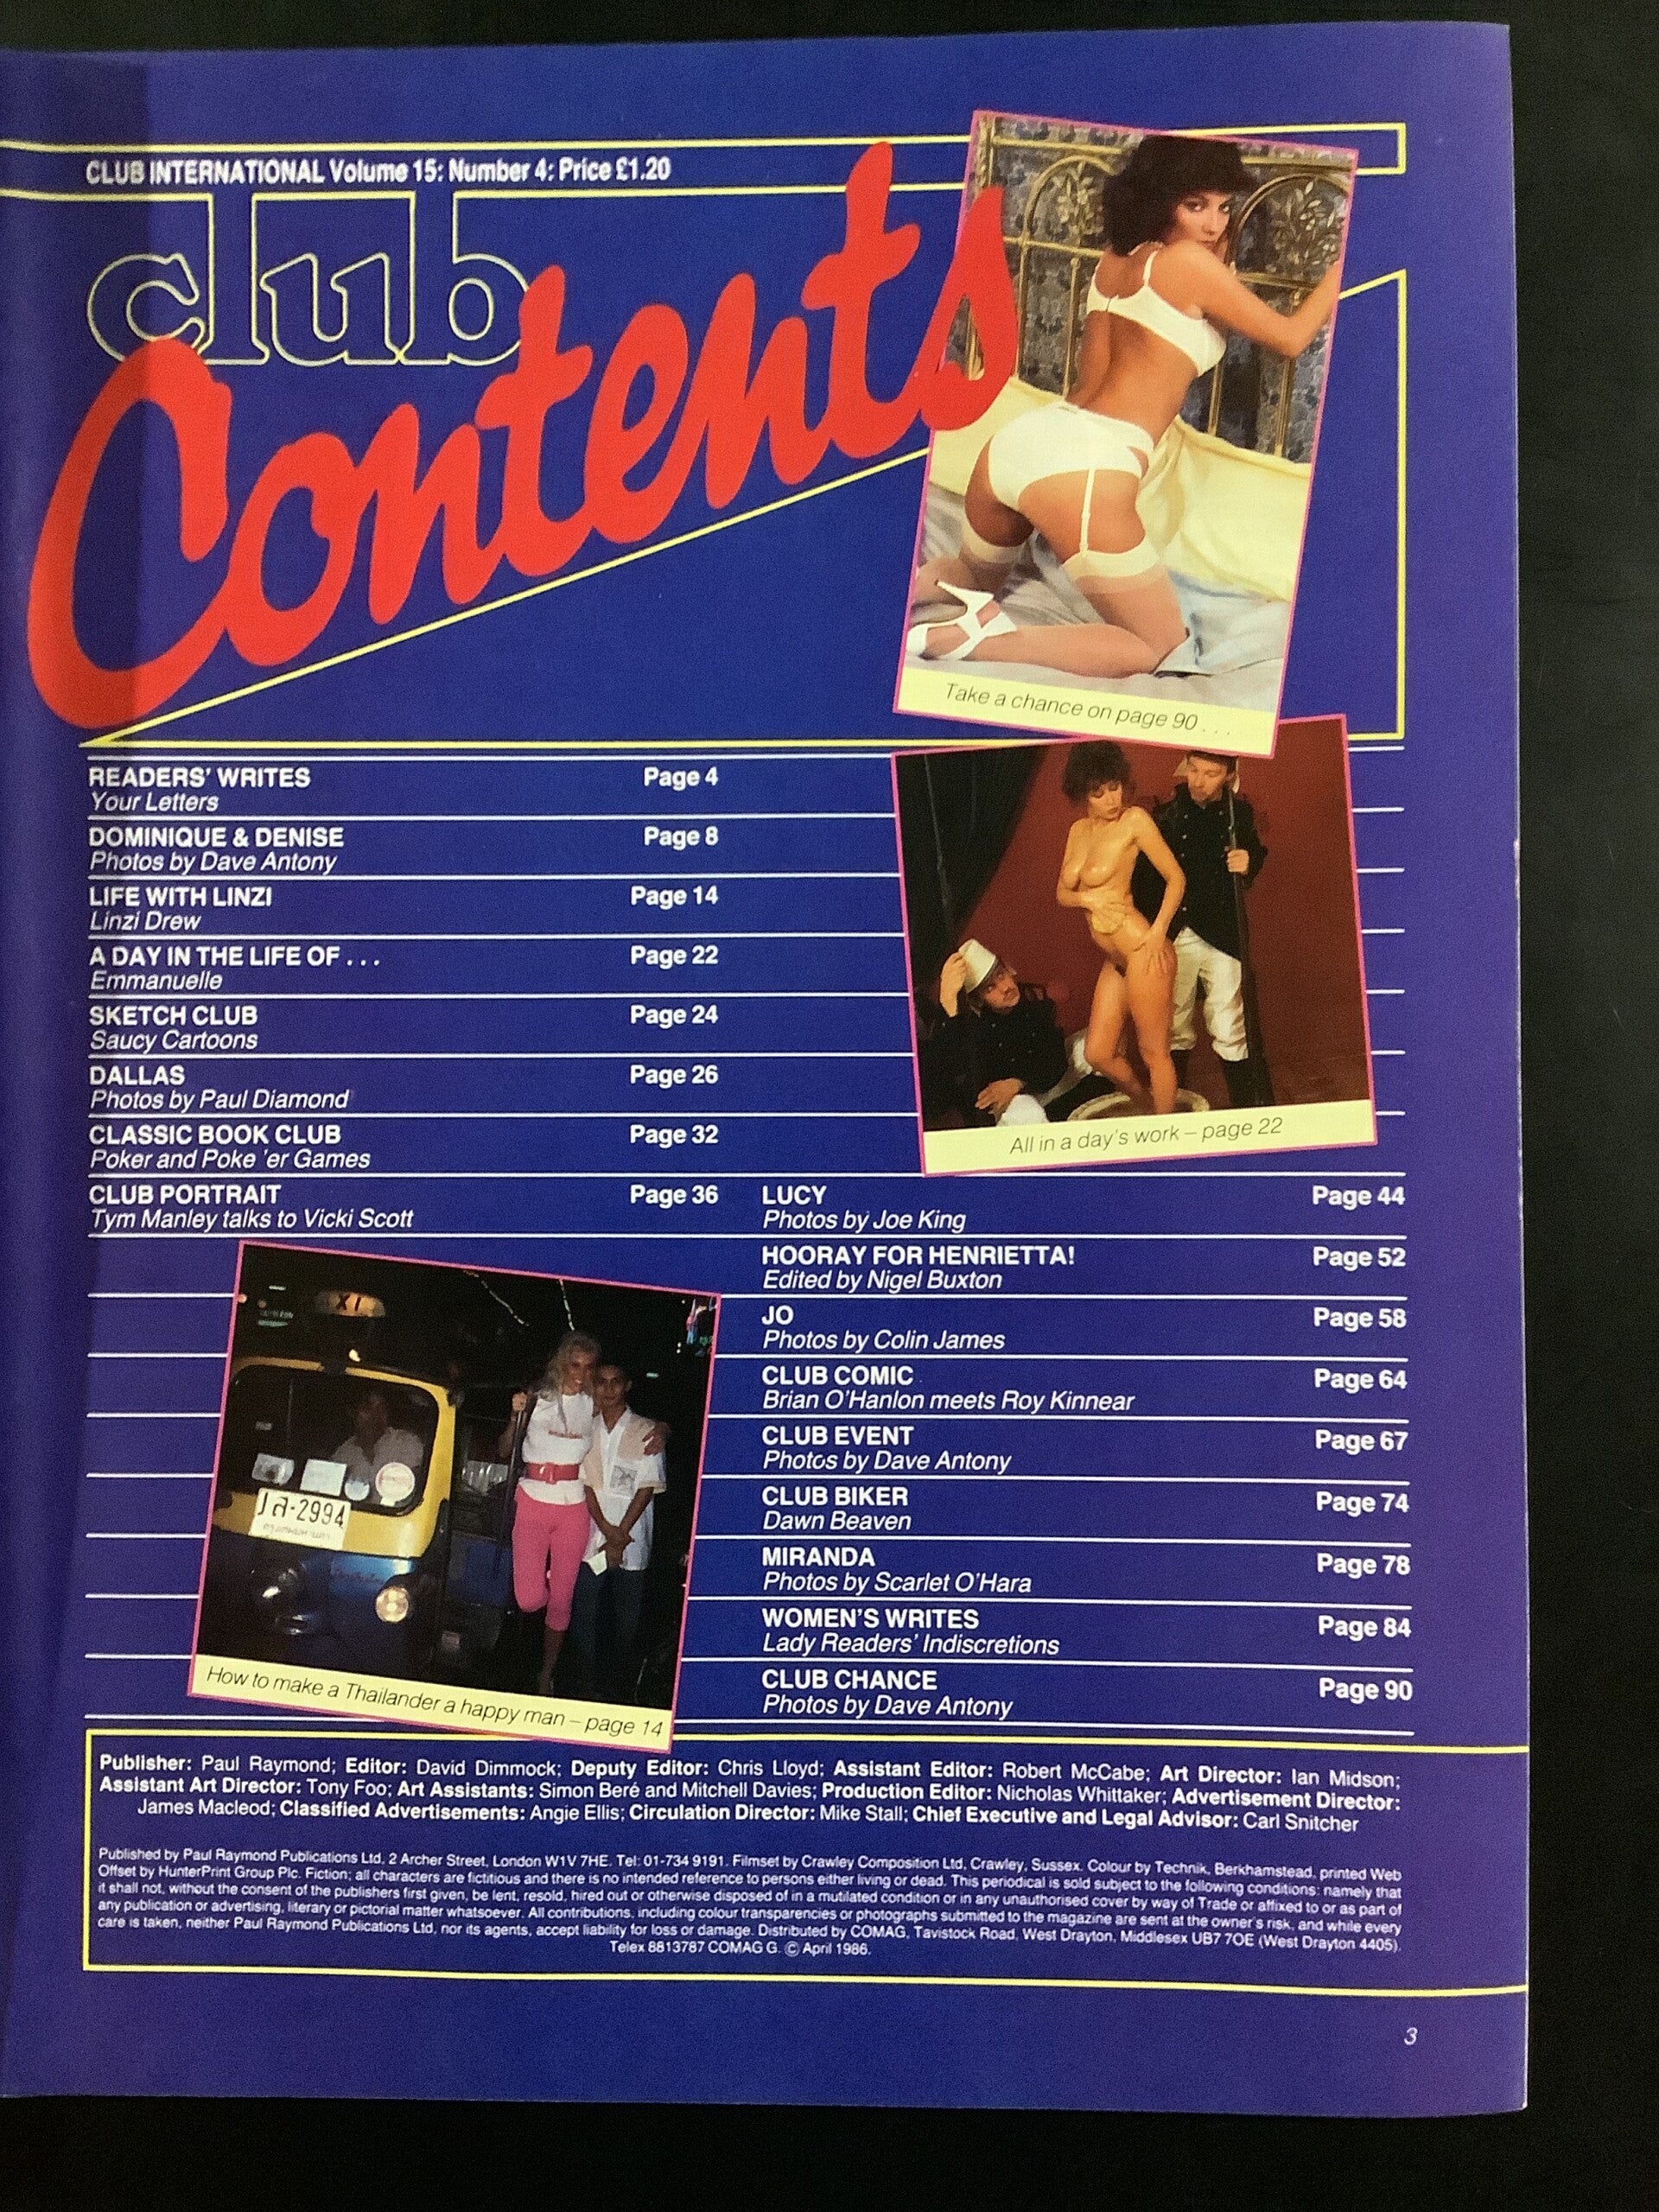 CLUB INTERNATIONAL Volume 15: Number 4: Price £1.20
club
Contents
Take a chance on page 90 . . .
READERS' WRITES Page 4
Your Letters
DOMINIQUE & DENISE Page 8
Photos by Dave Antony
LIFE WITH LINZI Page 14
Linzi Drew
A DAY IN THE LIFE OF . . . Page 22
Emmanuelle
SKETCH CLUB Page 24
Saucy Cartoons
DALLAS Page 26
Photos by Paul Diamond
CLASSIC BOOK CLUB Page 32
Poker and Poke 'er Games
CLUB PORTRAIT Page 36
Tym Manley talks to Vicki Scott
All in a day's work – page 22
LUCY Page 44
Photos by Joe King
HOORAY FOR HENRIETTA! Page 52
Edited by Nigel Buxton
JO Page 58
Photos by Colin James
CLUB COMIC Page 64
Brian O'Hanlon meets Roy Kinnear
CLUB EVENT Page 67
Photos by Dave Antony
CLUB BIKER Page 74
Dawn Beaven
MIRANDA Page 78
Photos by Scarlet O'Hara
WOMEN'S WRITES Page 84
Lady Readers' Indiscretions
CLUB CHANCE Page 90
Photos by Dave Antony
XI
2994
How to make a Thailander a happy man – page 14
Publisher: Paul Raymond; Editor: David Dimmock; Deputy Editor: Chris Lloyd; Assistant Editor: Robert McCabe; Art Director: Ian Midson;
Assistant Art Director: Tony Foo; Art Assistants: Simon Beré and Mitchell Davies; Production Editor: Nicholas Whittaker; Advertisement Director:
James Macleod; Classified Advertisements: Angie Ellis; Circulation Director: Mike Stall; Chief Executive and Legal Advisor: Carl Snitcher
Published by Paul Raymond Publications Ltd, 2 Archer Street, London W1V 7HE. Tel: 01-734 9191. Filmset by Crawley Composition Ltd, Crawley, Sussex. Colour by Technik, Berkhamstead, printed Web
Offset by HunterPrint Group Plc. Fiction; all characters are fictitious and there is no intended reference to persons either living or dead. This periodical is sold subject to the following conditions: namely that
it shall not, without the consent of the publishers first given, be lent, resold, hired out or otherwise disposed of in a mutilated condition or in any unauthorised cover by way of Trade or affixed to or as part of
any publication or advertising, literary or pictorial matter whatsoever. All contributions, including colour transparencies or photographs submitted to the magazine are sent at the owner's risk, and while every
care is taken, neither Paul Raymond Publications Ltd, nor its agents, accept liability for loss or damage. Distributed by COMAG, Tavistock Road, West Drayton, Middlesex UB7 7OE (West Drayton 4405).
Telex 8813787 COMAG G. © April 1986.
3